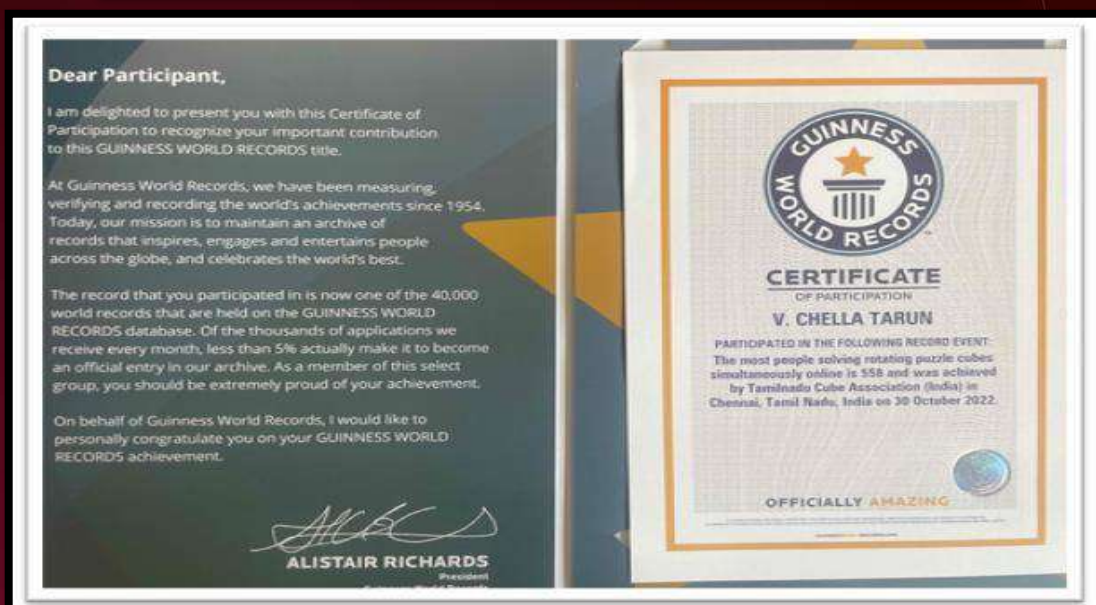 Dear Participant,
I am delighted to present you with this Certificate of
Participation to recognize your important contribution
to this GUINNESS WORLD RECORDS title.
At Guinness World Records, we have been measuring,
verifying and recording the world's achievements since 1954.
Today, our mission is to maintain an archive of
records that inspires, engages and entertains people
across the globe, and celebrates the world's best.
The record that you participated in is now one of the 40,000
world records that are held on the GUINNESS WORLD
RECORDS database. Of the thousands of applications we
receive every month, less than 5% actually make it to become
an official entry in our archive. As a member of this select
group, you should be extremely proud of your achievement.
On behalf of Guinness World Records, I would like to
personally congratulate you on your GUINNESS WORLD
RECORDS achievement.
ALISTAIR RICHARDS
President
Guinness World Records
GUINNESS
WORLD RECORDS
CERTIFICATE
OF PARTICIPATION
V. CHELLA TARUN
PARTICIPATED IN THE FOLLOWING RECORD EVENT:
The most people solving rotating puzzle cubes
simultaneously online is 558 and was achieved
by Tamilnadu Cube Association (India) in
Chennai, Tamil Nadu, India on 30 October 2022.
OFFICIALLY AMAZING